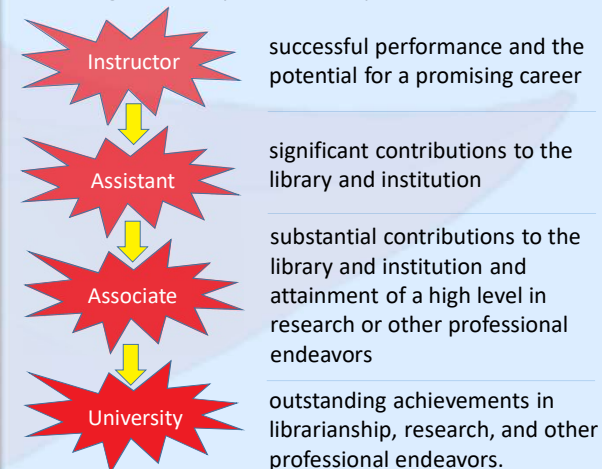 Instructor
successful performance and the
potential for a promising career
Assistant
significant contributions to the
library and institution
Associate
substantial contributions to the
library and institution and
attainment of a high level in
research or other professional
endeavors
University
outstanding achievements in
librarianship, research, and other
professional endeavors.